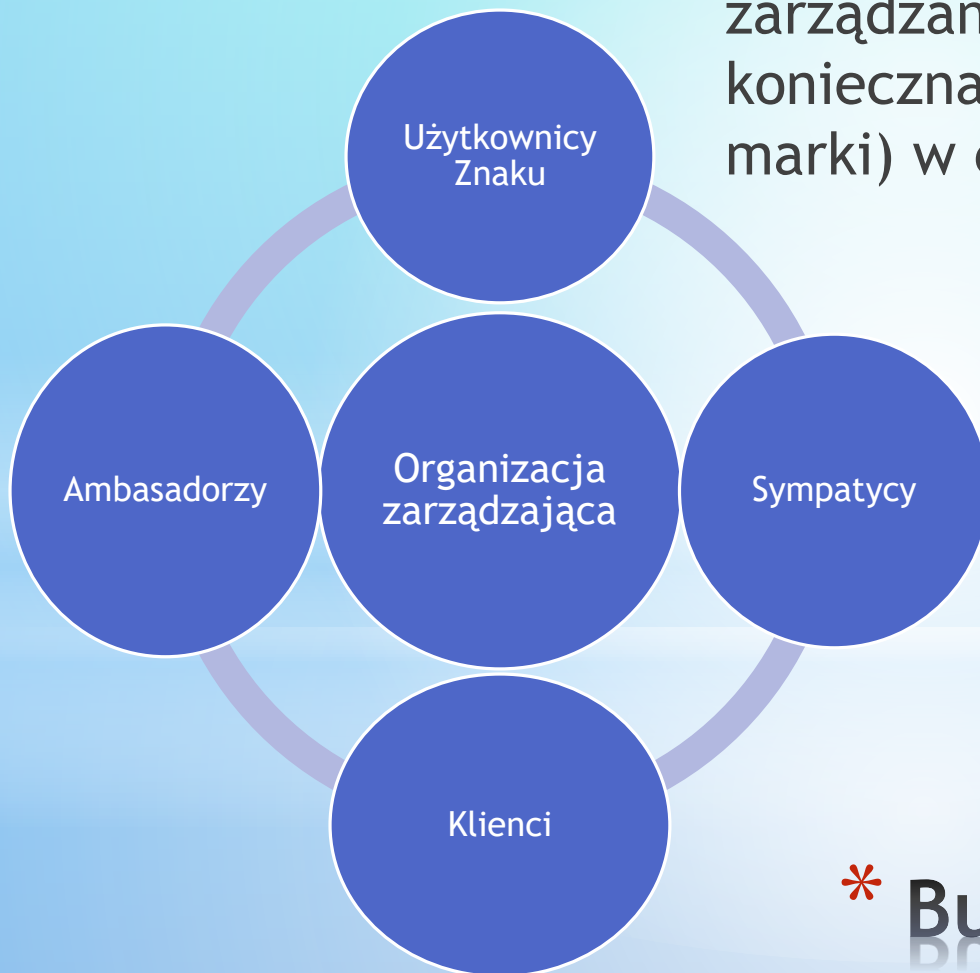 zarządzan
konieczna
marki) w
Użytkownicy
Znaku
Ambasadorzy
Organizacja
zarządzająca
Sympatycy
Klienci
* Bu